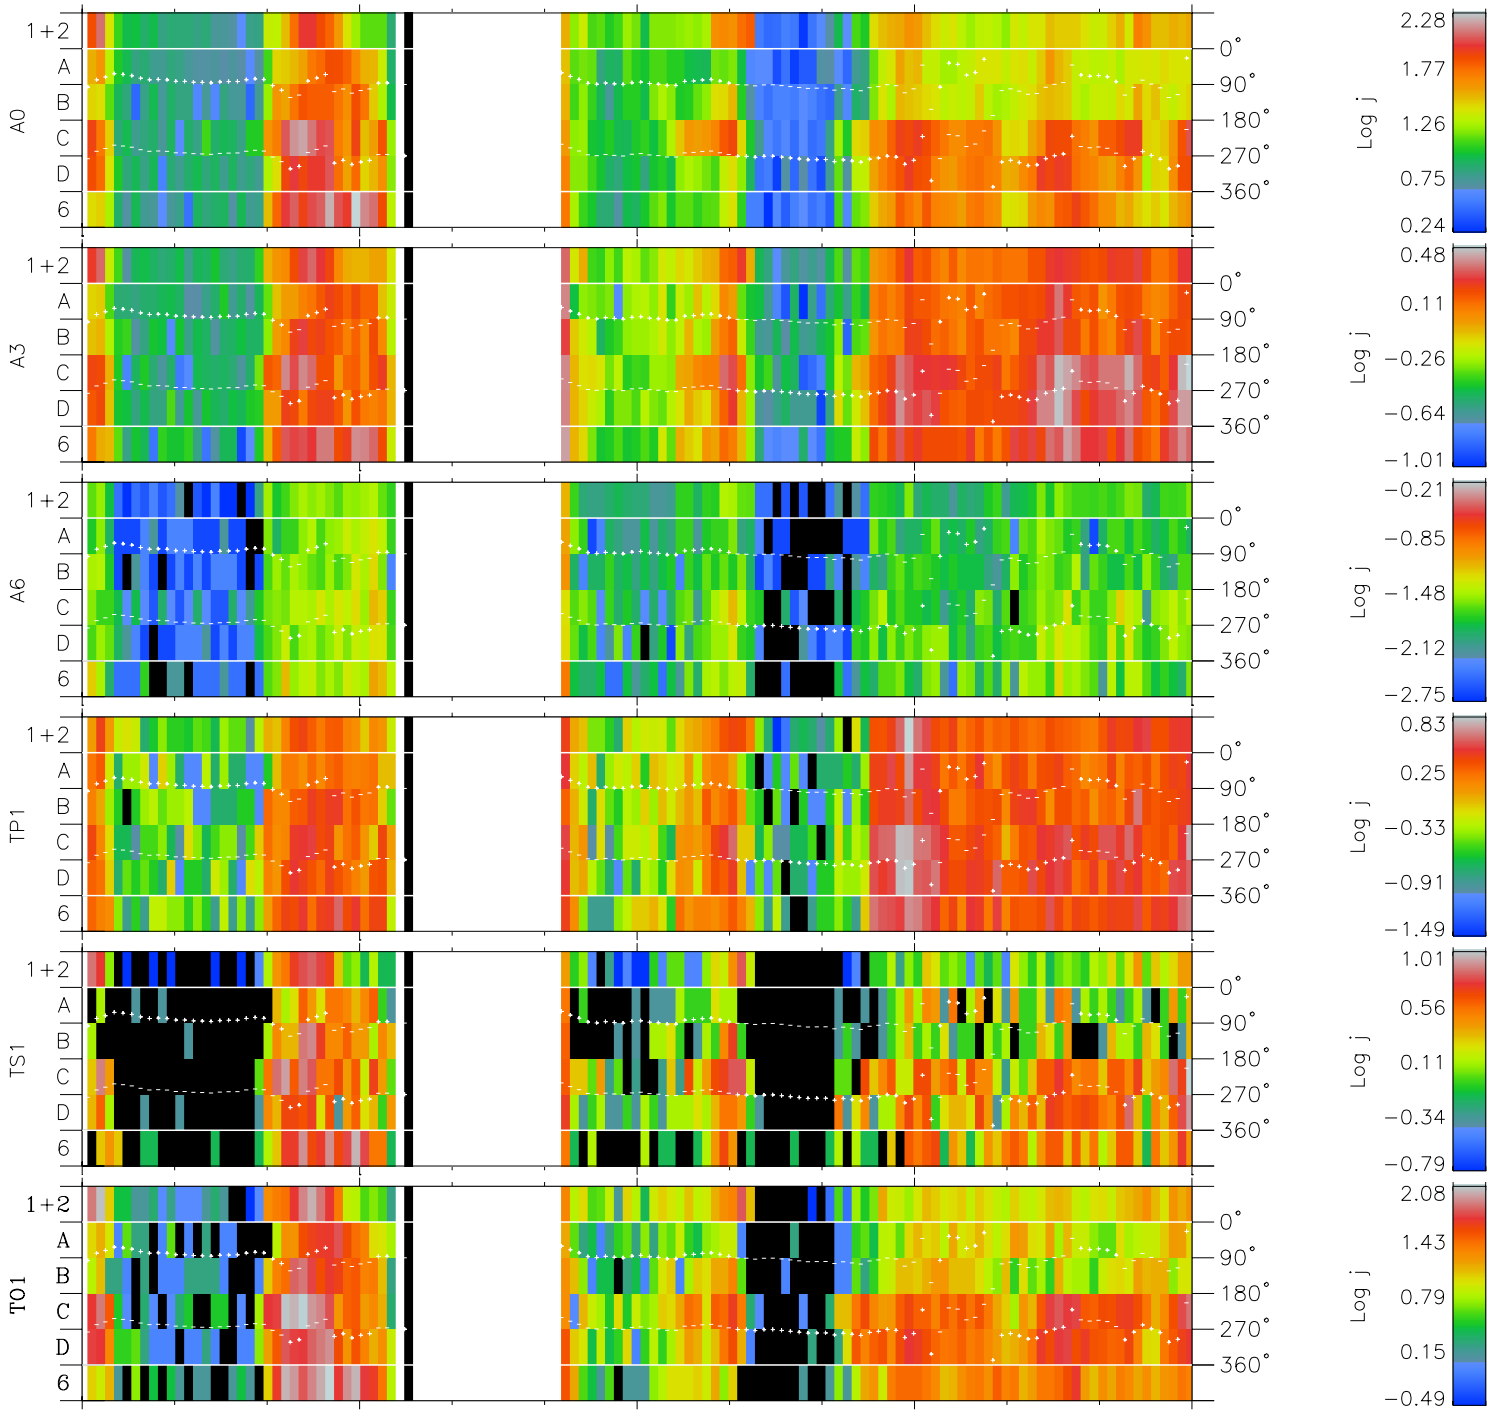 A0
1+2
A
B
C
D
6
0°
90°
180°
270°
360°
Log j
2.28
1.77
1.26
0.75
0.24
A3
1+2
A
B
C
D
6
0°
90°
180°
270°
360°
Log j
0.48
0.11
−0.26
−0.64
−1.01
A6
1+2
A
B
C
D
6
0°
90°
180°
270°
360°
Log j
−0.21
−0.85
−1.48
−2.12
−2.75
TP1
1+2
A
B
C
D
6
0°
90°
180°
270°
360°
Log j
0.83
0.25
−0.33
−0.91
−1.49
TS1
1+2
A
B
C
D
6
0°
90°
180°
270°
360°
Log j
1.01
0.56
0.11
−0.34
−0.79
TO1
1+2
A
B
C
D
6
0°
90°
180°
270°
360°
Log j
2.08
1.43
0.79
0.15
−0.49